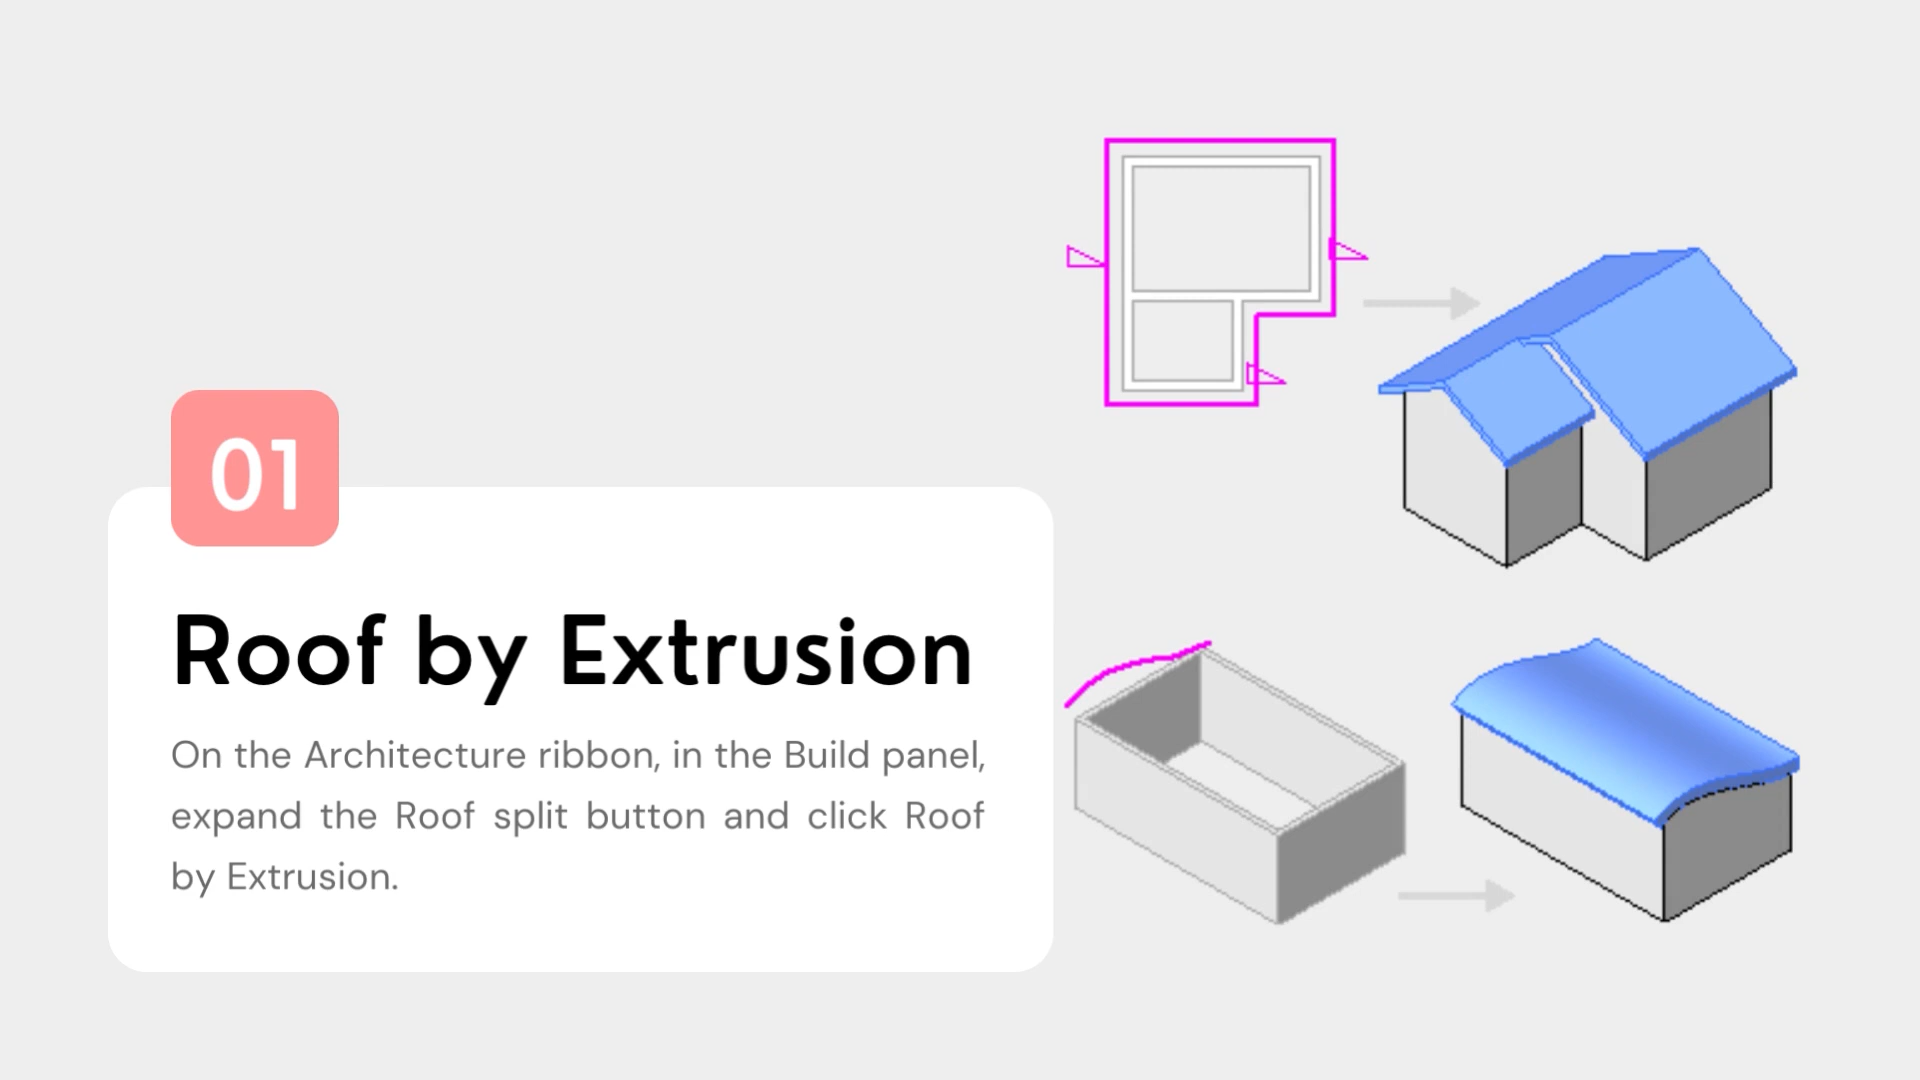 01
Roof by Extrusion
On the Architecture ribbon, in the Build panel,
expand the Roof split button and click Roof
by Extrusion.